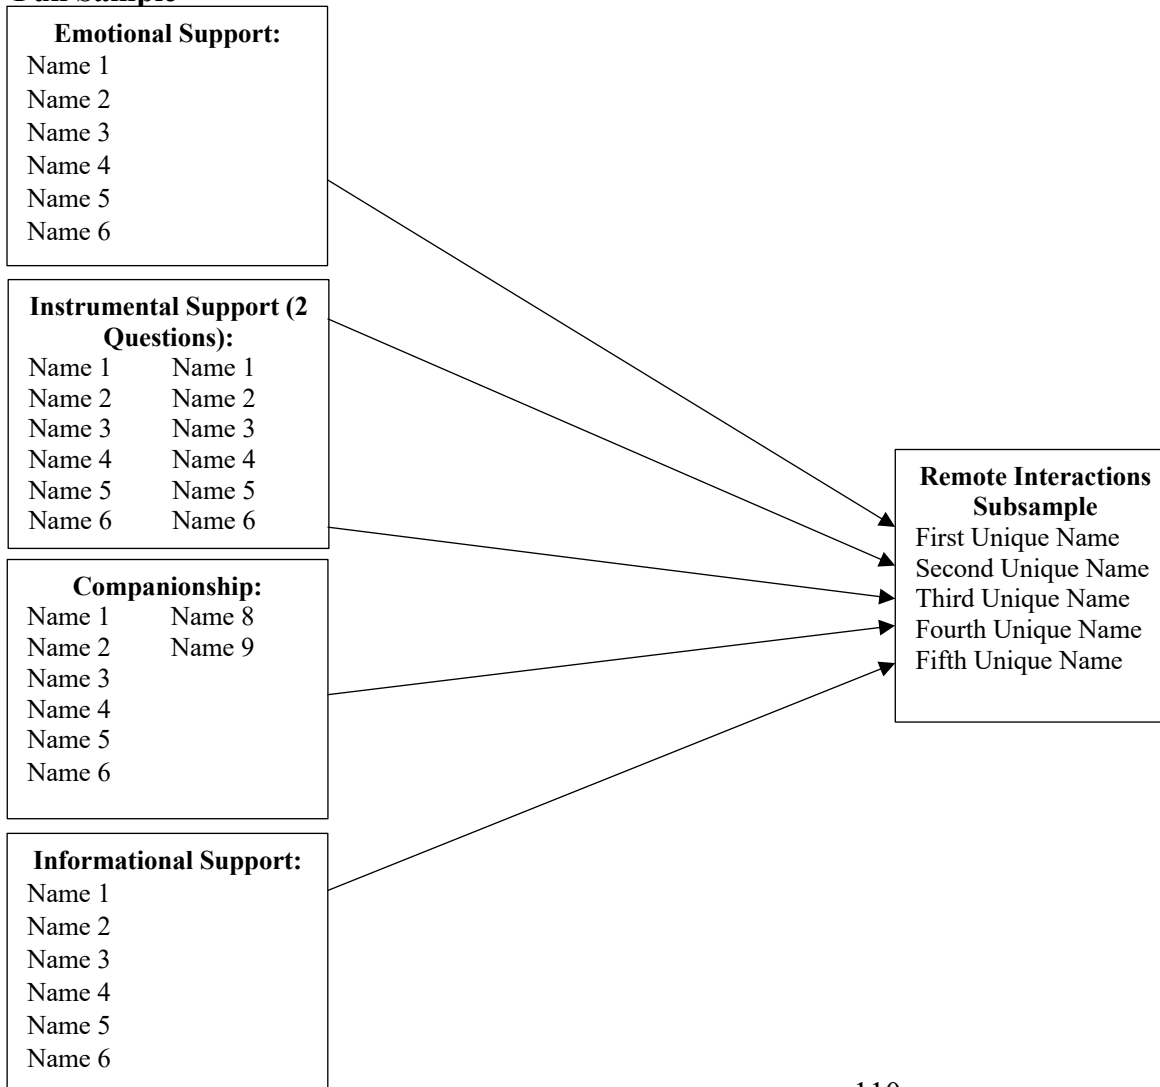 Emotional Support:
Name 1
Name 2
Name 3
Name 4
Name 5
Name 6
Instrumental Support (2
Questions):
Name 1 Name 1
Name 2 Name 2
Name 3 Name 3
Name 4 Name 4
Name 5 Name 5
Name 6 Name 6
Companionship:
Name 1 Name 8
Name 2 Name 9
Name 3
Name 4
Name 5
Name 6
Informational Support:
Name 1
Name 2
Name 3
Name 4
Name 5
Name 6
Remote Interactions
Subsample
First Unique Name
Second Unique Name
Third Unique Name
Fourth Unique Name
Fifth Unique Name